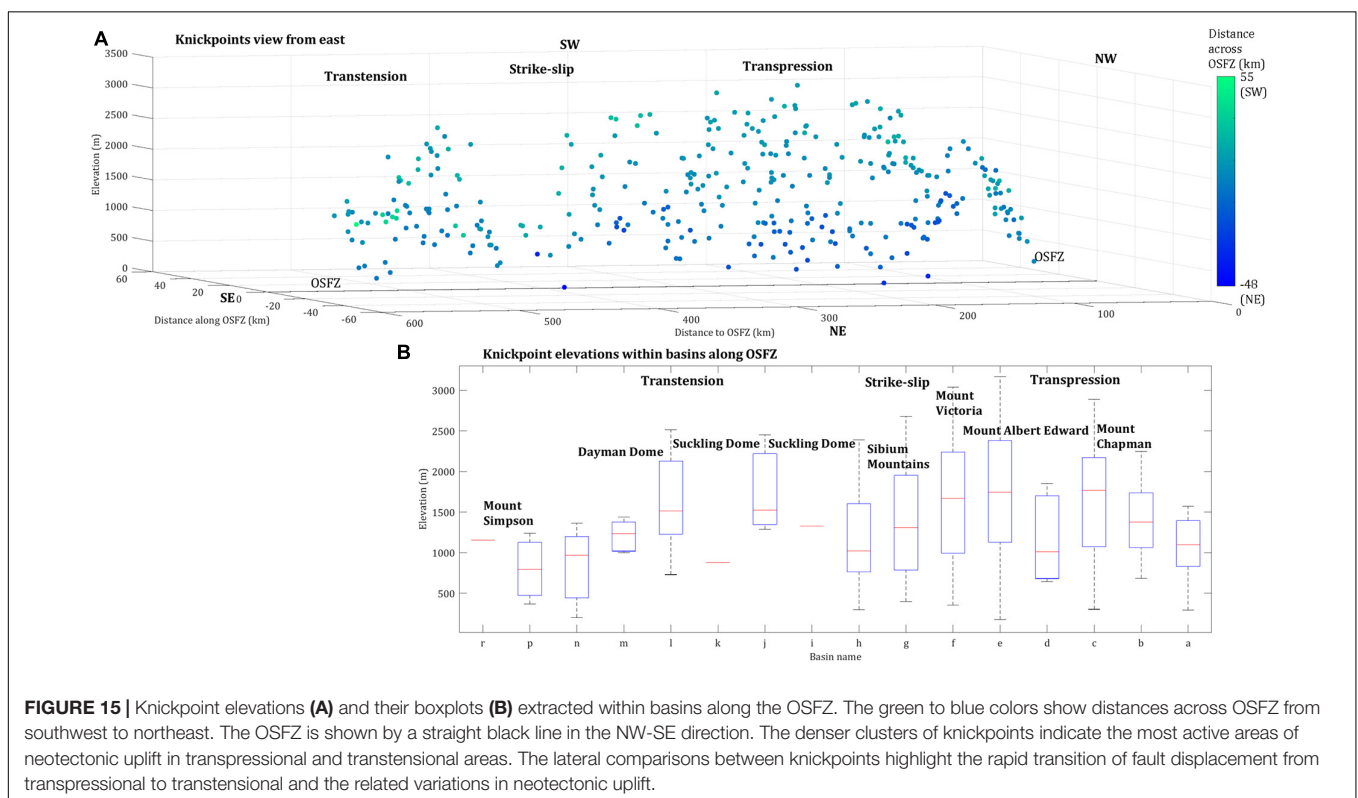 A
Knickpoints view from east
SW
NW
Transtension
Strike-slip
Transpression
Distance
across
OSFZ (km)
55
(SW)
-48
(NE)
Elevation (m)
3500
3000
2500
2000
1500
1000
500
0
60
40
20
SE 0
-20
-40
-60
OSFZ
OSFZ
Distance along OSFZ (km)
600
500
400
300
200
100
0
Distance to OSFZ (km)
NE
B
Knickpoint elevations within basins along OSFZ
Transtension
Strike-slip
Transpression
Mount
Simpson
Dayman Dome
Suckling Dome
Suckling Dome
Sibium
Mountains
Mount
Victoria
Mount Albert Edward
Mount
Chapman
Elevation (m)
3000
2500
2000
1500
1000
500
r p n m l k j i h g f e d c b a
Basin name
FIGURE 15 | Knickpoint elevations (A) and their boxplots (B) extracted within basins along the OSFZ. The green to blue colors show distances across OSFZ from
southwest to northeast. The OSFZ is shown by a straight black line in the NW-SE direction. The denser clusters of knickpoints indicate the most active areas of
neotectonic uplift in transpressional and transtensional areas. The lateral comparisons between knickpoints highlight the rapid transition of fault displacement from
transpressional to transtensional and the related variations in neotectonic uplift.